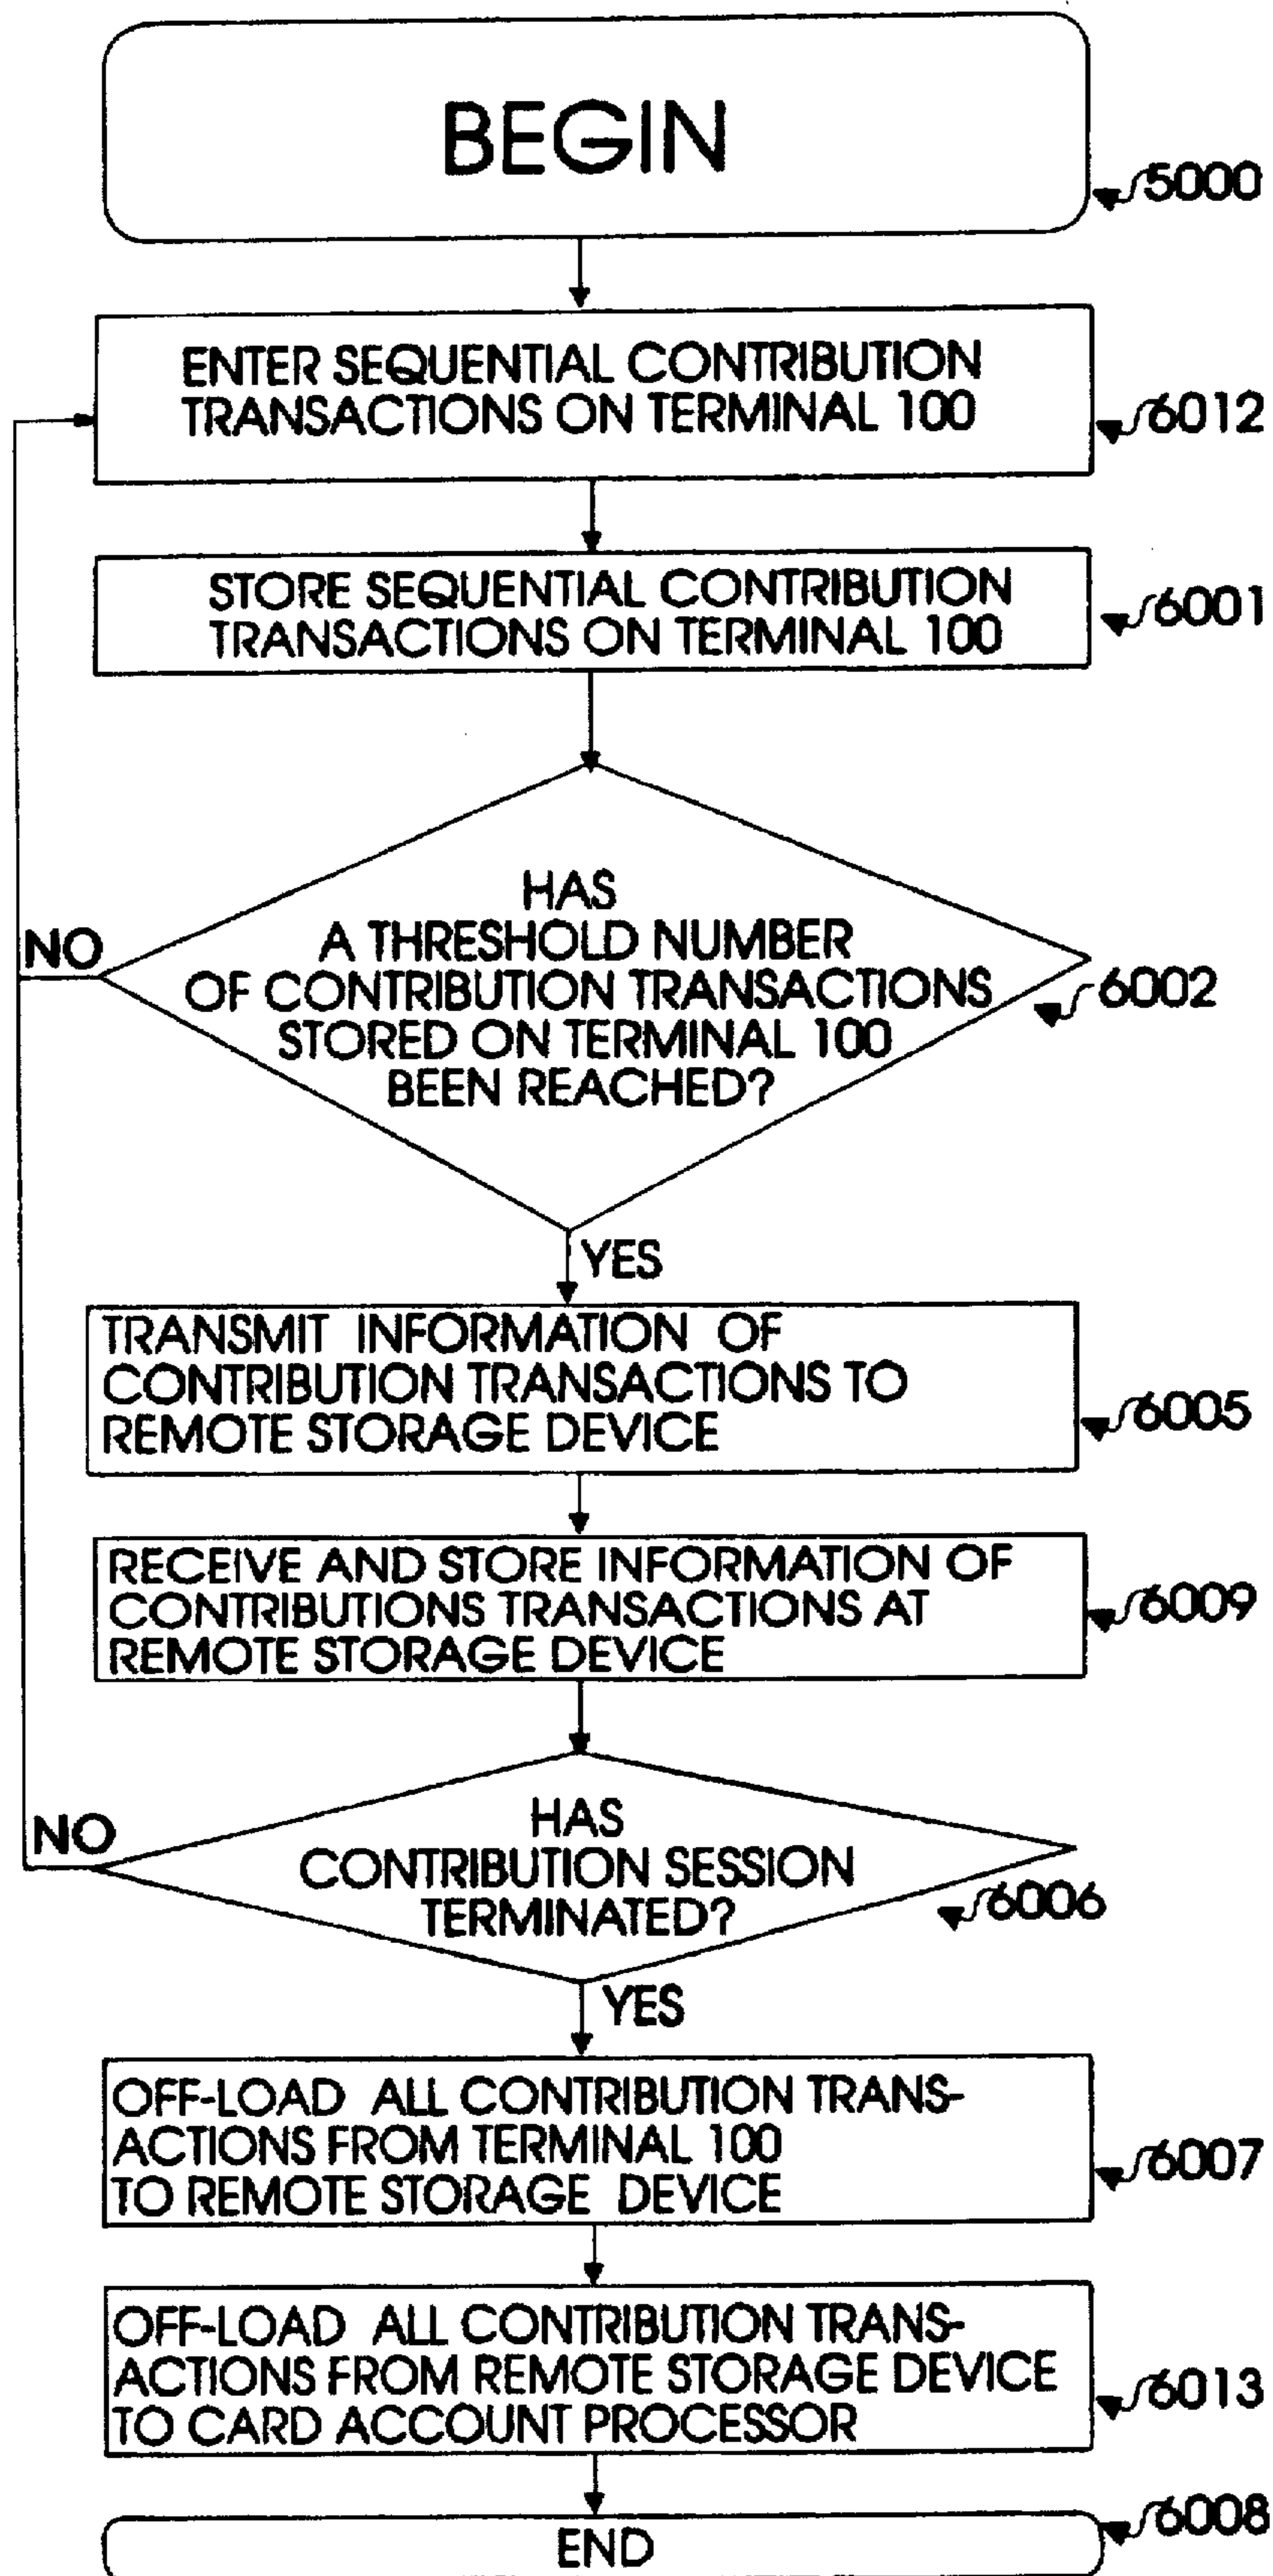 BEGIN
5000
ENTER SEQUENTIAL CONTRIBUTION
TRANSACTIONS ON TERMINAL 100
6012
STORE SEQUENTIAL CONTRIBUTION
TRANSACTIONS ON TERMINAL 100
6001
HAS
A THRESHOLD NUMBER
OF CONTRIBUTION TRANSACTIONS
STORED ON TERMINAL 100
BEEN REACHED?
NO
6002
YES
TRANSMIT INFORMATION OF
CONTRIBUTION TRANSACTIONS TO
REMOTE STORAGE DEVICE
6005
RECEIVE AND STORE INFORMATION OF
CONTRIBUTIONS TRANSACTIONS AT
REMOTE STORAGE DEVICE
6009
HAS
CONTRIBUTION SESSION
TERMINATED?
NO
6006
YES
OFF-LOAD ALL CONTRIBUTION TRANS-
ACTIONS FROM TERMINAL 100
TO REMOTE STORAGE DEVICE
6007
OFF-LOAD ALL CONTRIBUTION TRANS-
ACTIONS FROM REMOTE STORAGE DEVICE
TO CARD ACCOUNT PROCESSOR
6013
END
6008